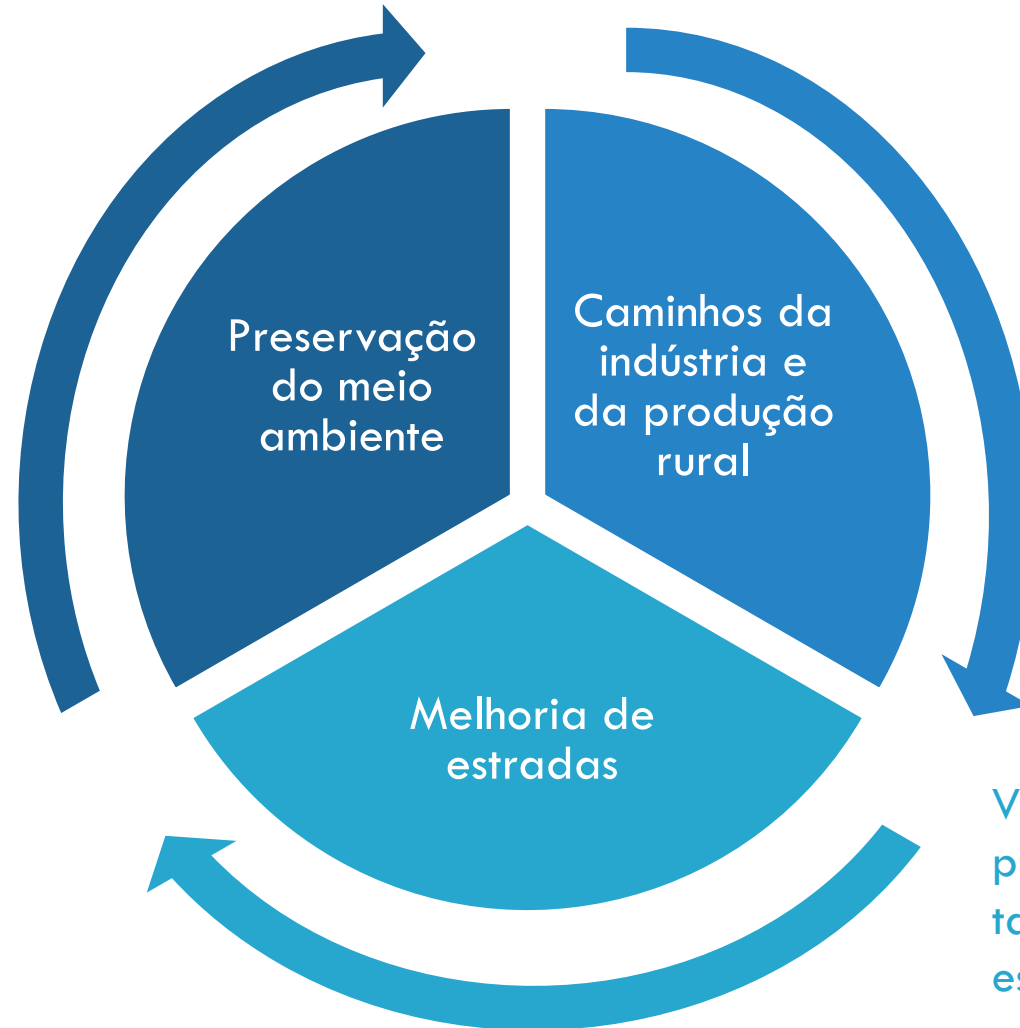 Preservação
do meio
ambiente
Caminhos da
indústria e
da produção
rural
Melhoria de
estradas